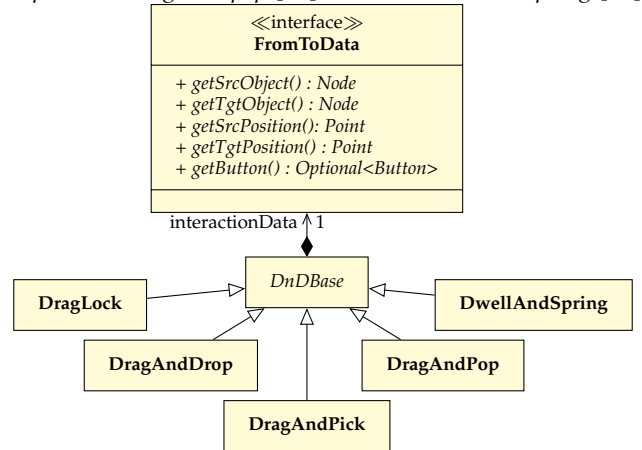 ≪interface≫
FromToData
+ getSrcObject() : Node
+ getTgtObject() : Node
+ getSrcPosition(): Point
+ getTgtPosition() : Point
+ getButton() : Optional<Button>
interactionData 1
DnDBase
DragLock
DwellAndSpring
DragAndDrop
DragAndPop
DragAndPick